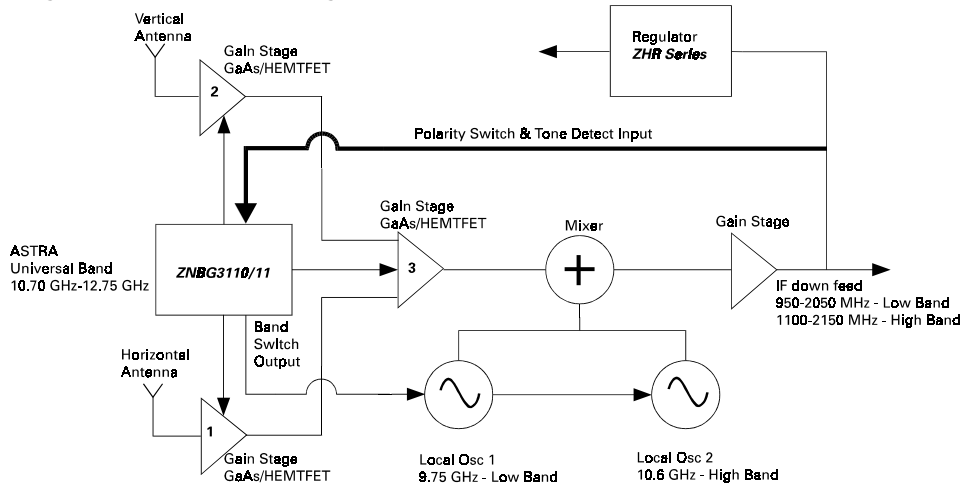 Vertical
Antenna
Gain Stage
GaAs/HEMTFET
2
Regulator
ZHR Series
Polarity Switch & Tone Detect Input
Gain Stage
GaAs/HEMTFET
3
Mixer
+
Gain Stage
ASTRA
Universal Band
10.70 GHz-12.75 MHz
ZNBG3110/11
IF down feed
950-2050 MHz - Low Band
1100-2150 MHz - High Band
Band
Switch
Output
Horizontal
Antenna
1
Gain Stage
GaAs/HEMTFET
Local Osc 1
9.75 GHz - Low Band
Local Osc 2
10.6 GHz - High Band